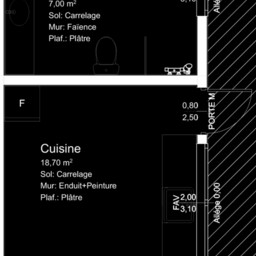 7,00 m²
Sol: Carrelage
Mur: Faïence
Plaf.: Plâtre
F
0,80
2,50
PORTE M
Cuisine
18,70 m²
Sol: Carrelage
Mur: Enduit+Peinture
Plaf.: Plâtre
FAV
2,00
3,10
Allège 0,00